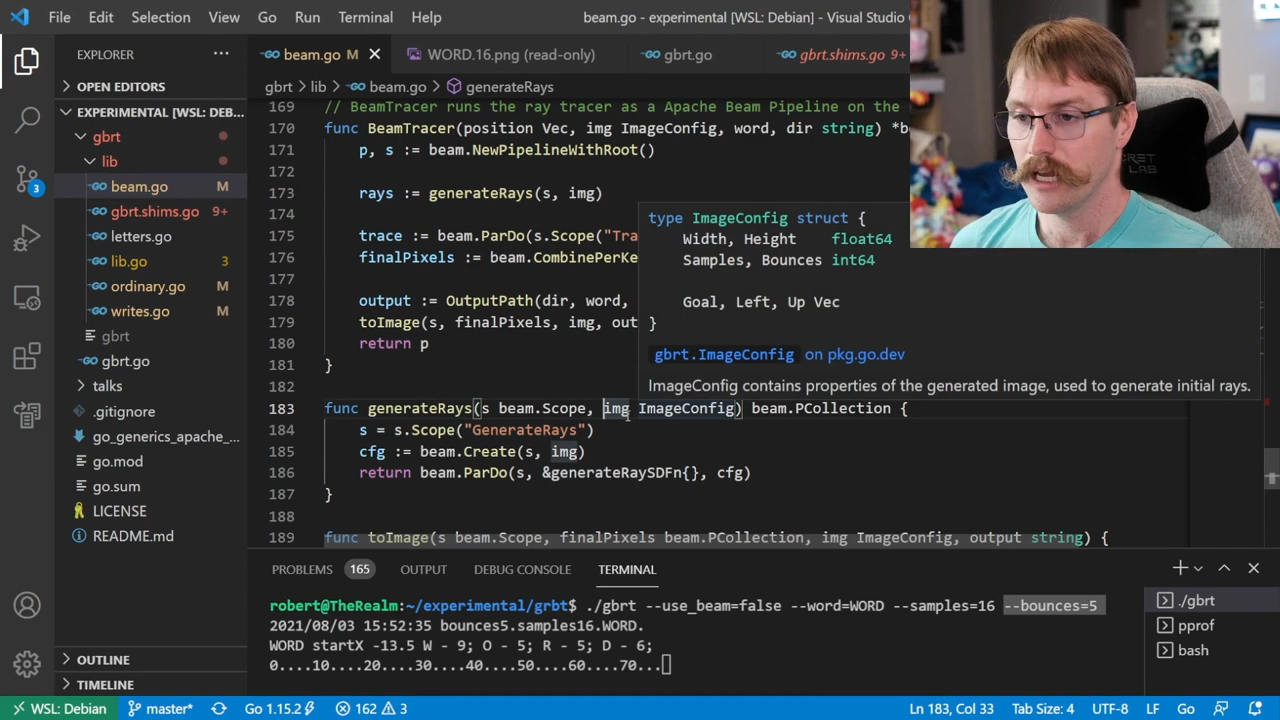 File Edit Selection View Go Run Terminal Help
beam.go - experimental [WSL: Debian] - Visual Studio
EXPLORER
OPEN EDITORS
EXPERIMENTAL [WSL: DEB...
gbrt
lib
beam.go M
gbrt.shims.go 9+
letters.go
lib.go 3
ordinary.go M
writes.go M
gbrt
gbrt.go
talks
.gitignore
go_generics_apache_...
go.mod
go.sum
LICENSE
README.md
OUTLINE
TIMELINE
3
beam.go M
WORD.16.png (read-only)
gbrt.go
gbrt.shims.go 9+
gbrt > lib > beam.go > generateRays
169 // BeamTracer runs the ray tracer as a Apache Beam Pipeline on the
170 func BeamTracer(position Vec, img ImageConfig, word, dir string) *b
171 p, s := beam.NewPipelineWithRoot()
172
173 rays := generateRays(s, img)
174
175 trace := beam.ParDo(s.Scope("Tra
176 finalPixels := beam.CombinePerKe
177
178 output := OutputPath(dir, word,
179 toImage(s, finalPixels, img, out
180 return p
181 }
182
183 func generateRays(s beam.Scope, img ImageConfig) beam.PCollection {
184 s = s.Scope("GenerateRays")
185 cfg := beam.Create(s, img)
186 return beam.ParDo(s, &generateRaySDFn{}, cfg)
187 }
188
189 func toImage(s beam.Scope, finalPixels beam.PCollection, img ImageConfig, output string) {
type ImageConfig struct {
Width, Height float64
Samples, Bounces int64
Goal, Left, Up Vec
}
gbrt.ImageConfig on pkg.go.dev
ImageConfig contains properties of the generated image, used to generate initial rays.
PROBLEMS 165 OUTPUT DEBUG CONSOLE TERMINAL
robert@TheRealm:~/experimental/grbt$ ./gbrt --use_beam=false --word=WORD --samples=16 --bounces=5
2021/08/03 15:52:35 bounces5.samples16.WORD.
WORD startX -13.5 W - 9; O - 5; R - 5; D - 6;
0....10....20....30....40....50....60....70...
./gbrt
pprof
bash
WSL: Debian master* Go 1.15.2 162 3 Ln 183, Col 33 Tab Size: 4 UTF-8 LF Go